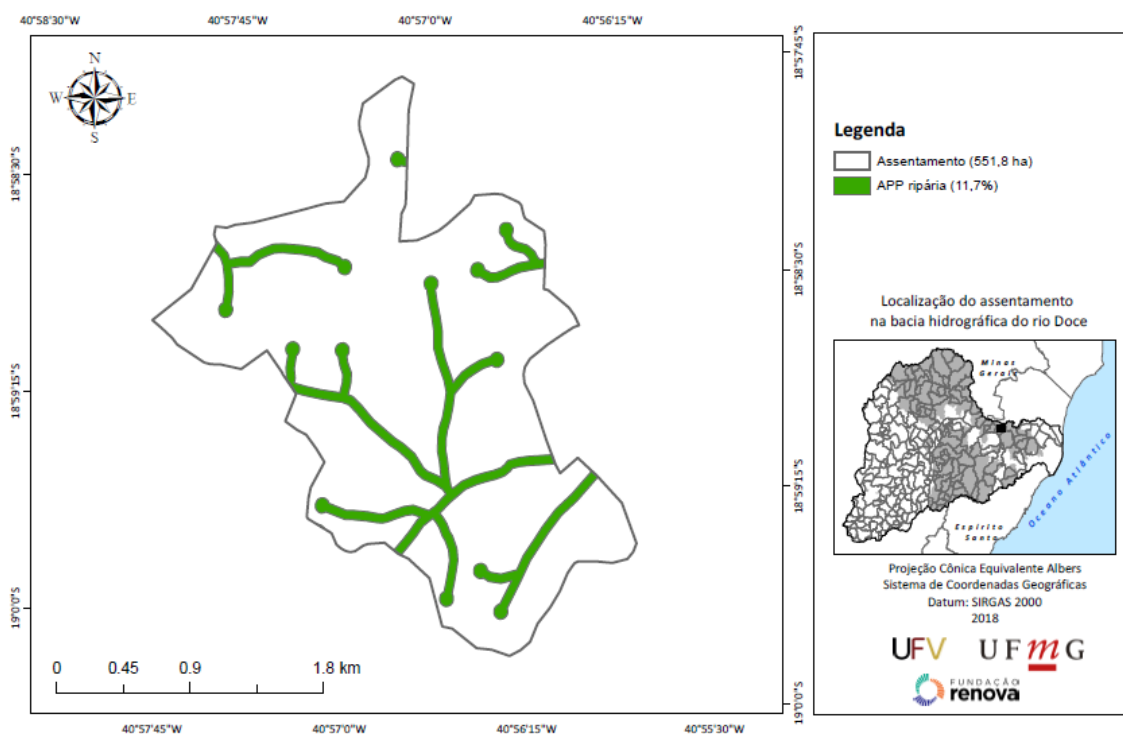 40°58'30"W 40°57'45"W 40°57'0"W 40°56'15"W
N
W E
S
18°58'30"S
18°59'15"S
19°0'0"S
18°57'45"S
18°58'30"S
18°59'15"S
19°0'0"S
0 0.45 0.9 1.8 km
40°57'45"W 40°57'0"W 40°56'15"W 40°55'30"W
Legenda
Assentamento (551,8 ha)
APP ripária (11,7%)
Localização do assentamento
na bacia hidrográfica do rio Doce
Minas
Gerais
Oceano Atlântico
Espírito
Santo
Projeção Cônica Equivalente Albers
Sistema de Coordenadas Geográficas
Datum: SIRGAS 2000
2018
UFV UFmG
FUNDAÇÃO
renova